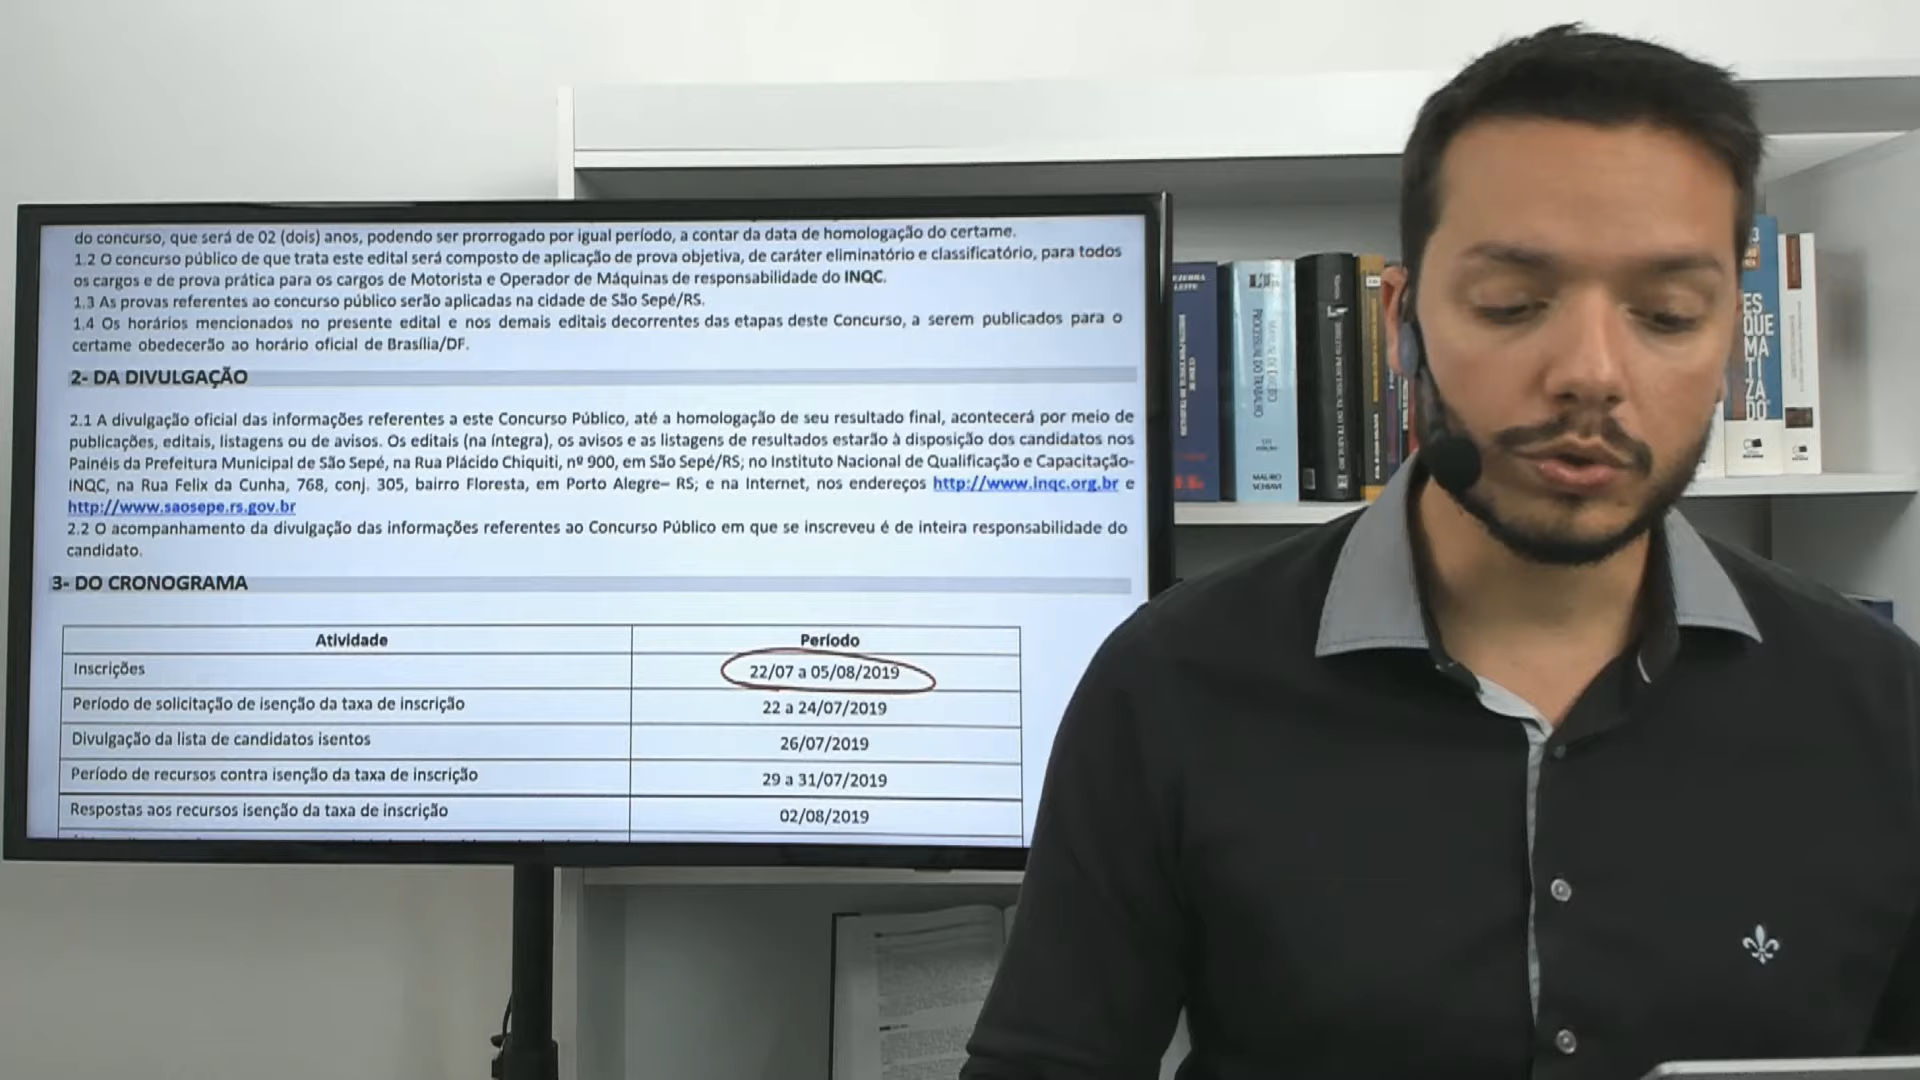 do concurso, que será de 02 (dois) anos, podendo ser prorrogado por igual período, a contar da data de homologação do certame.
1.2 O concurso público de que trata este edital será composto de aplicação de prova objetiva, de caráter eliminatório e classificatório, para todos
os cargos e de prova prática para os cargos de Motorista e Operador de Máquinas de responsabilidade do INQC.
1.3 As provas referentes ao concurso público serão aplicadas na cidade de São Sepé/RS.
1.4 Os horários mencionados no presente edital e nos demais editais decorrentes das etapas deste Concurso, a serem publicados para o
certame obedecerão ao horário oficial de Brasília/DF.
2- DA DIVULGAÇÃO
2.1 A divulgação oficial das informações referentes a este Concurso Público, até a homologação de seu resultado final, acontecerá por meio de
publicações, editais, listagens ou de avisos. Os editais (na íntegra), os avisos e as listagens de resultados estarão à disposição dos candidatos nos
Painéis da Prefeitura Municipal de São Sepé, na Rua Plácido Chiquiti, nº 900, em São Sepé/RS; no Instituto Nacional de Qualificação e Capacitação-
INQC, na Rua Felix da Cunha, 768, conj. 305, bairro Floresta, em Porto Alegre– RS; e na Internet, nos endereços http://www.inqc.org.br e
http://www.saosepe.rs.gov.br
2.2 O acompanhamento da divulgação das informações referentes ao Concurso Público em que se inscreveu é de inteira responsabilidade do
candidato.
3- DO CRONOGRAMA
Atividade Período
Inscrições 22/07 a 05/08/2019
Período de solicitação de isenção da taxa de inscrição 22 a 24/07/2019
Divulgação da lista de candidatos isentos 26/07/2019
Período de recursos contra isenção da taxa de inscrição 29 a 31/07/2019
Respostas aos recursos isenção da taxa de inscrição 02/08/2019
BEZERRA
LEITE
PROCESSUAL DO TRABALHO
MAURO
SCHIAVI
ES
QUE
MA
TI
ZA
DO